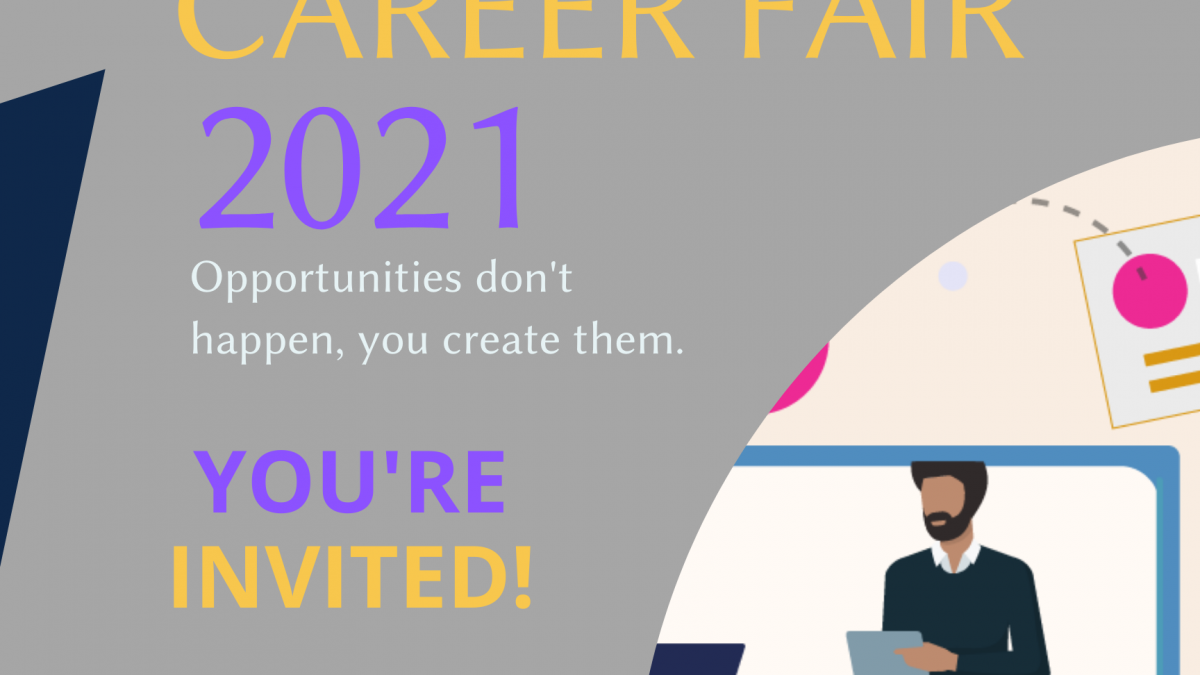 CAREER FAIR
2021
Opportunities don't
happen, you create them.
YOU'RE
INVITED!